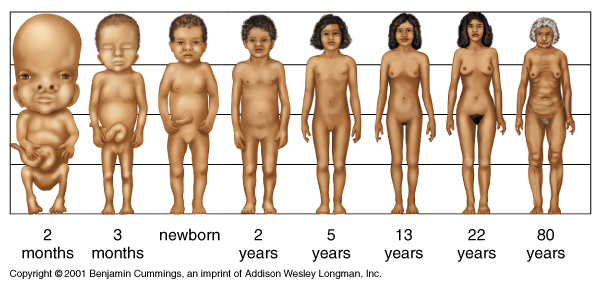 2 months
3 months
newborn
2 years
5 years
13 years
22 years
80 years
Copyright © 2001 Benjamin Cummings, an imprint of Addison Wesley Longman, Inc.